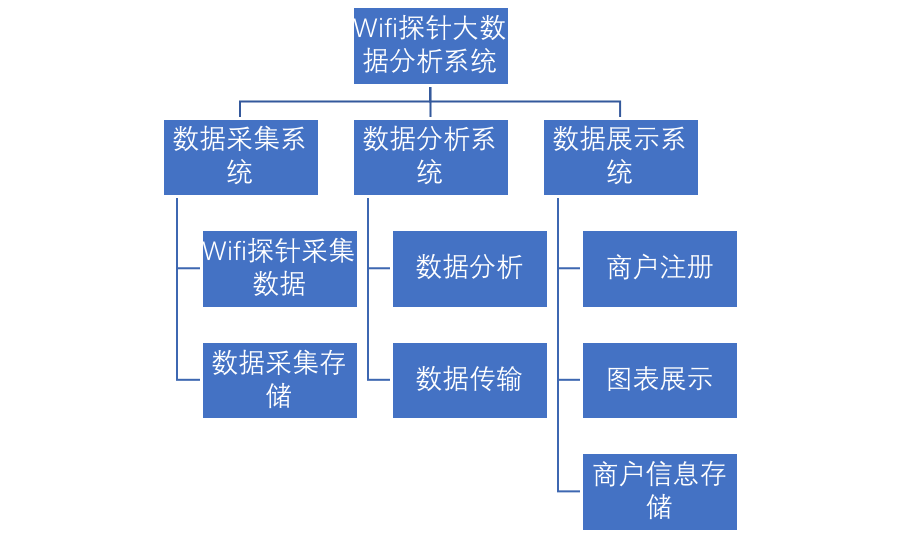 Wifi探针大数
据分析系统
数据采集系
统
数据分析系
统
数据展示系
统
Wifi探针采集
数据
数据分析
商户注册
数据采集存
储
数据传输
图表展示
商户信息存
储